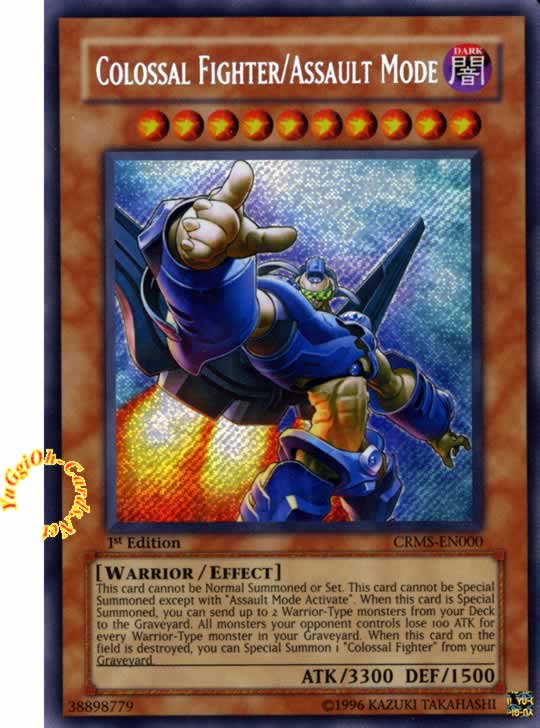 COLOSSAL FIGHTER/ASSAULT MODE
DARK
闇
YuGgiOh-Cards.Net
1st Edition
CRMS-EN000
[WARRIOR/EFFECT]
This card cannot be Normal Summoned or Set. This card cannot be Special
Summoned except with "Assault Mode Activate". When this card is Special
Summoned, you can send up to 2 Warrior-Type monsters from your Deck
to the Graveyard. All monsters your opponent controls lose 100 ATK for
every Warrior-Type monster in your Graveyard. When this card on the
field is destroyed, you can Special Summon 1 "Colossal Fighter" from your
Graveyard.
ATK/3300 DEF/1500
38898779
©1996 KAZUKI TAKAHASHI